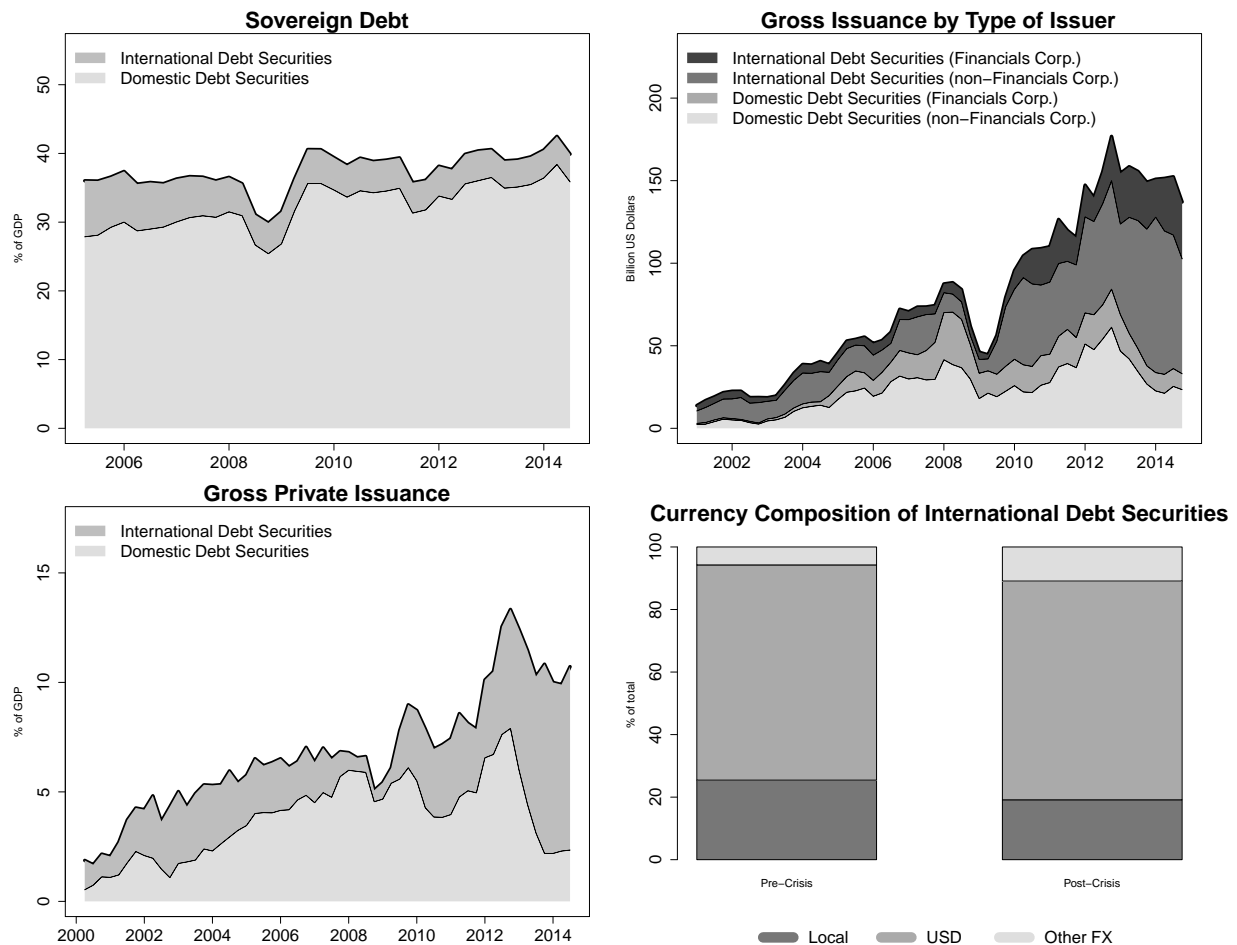 Sovereign Debt
International Debt Securities
Domestic Debt Securities
% of GDP
0
10
20
30
40
50
2006
2008
2010
2012
2014
Gross Issuance by Type of Issuer
International Debt Securities (Financials Corp.)
International Debt Securities (non−Financials Corp.)
Domestic Debt Securities (Financials Corp.)
Domestic Debt Securities (non−Financials Corp.)
Billion US Dollars
0
50
100
150
200
2002
2004
2006
2008
2010
2012
2014
Gross Private Issuance
International Debt Securities
Domestic Debt Securities
% of GDP
0
5
10
15
2000
2002
2004
2006
2008
2010
2012
2014
Currency Composition of International Debt Securities
% of total
0
20
40
60
80
100
Pre−Crisis
Post−Crisis
Local
USD
Other FX